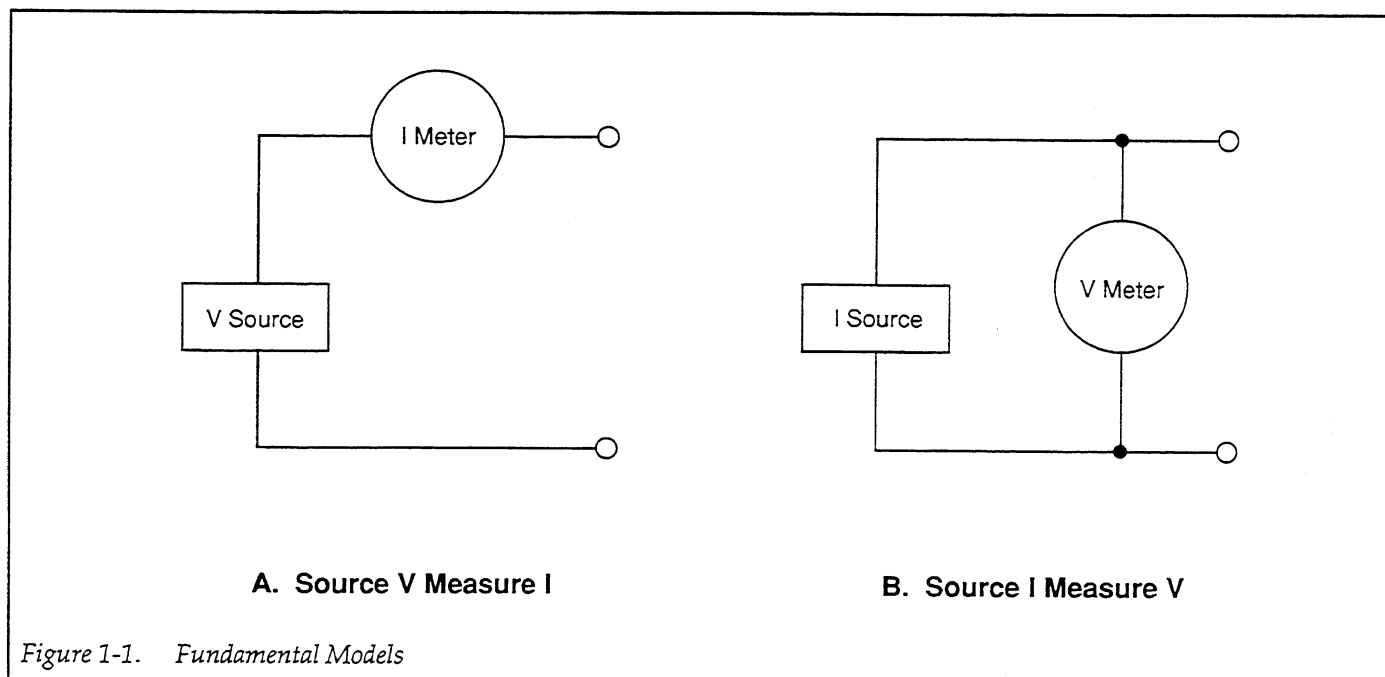 I Meter
V Source
I Source
V Meter
A. Source V Measure I
B. Source I Measure V
Figure 1-1. Fundamental Models